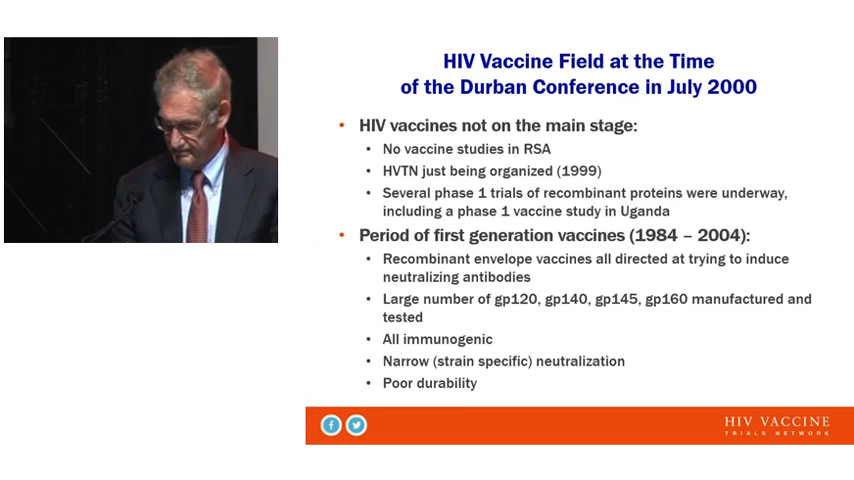 HIV Vaccine Field at the Time
of the Durban Conference in July 2000
• HIV vaccines not on the main stage:
• No vaccine studies in RSA
• HVTN just being organized (1999)
• Several phase 1 trials of recombinant proteins were underway,
including a phase 1 vaccine study in Uganda
• Period of first generation vaccines (1984 – 2004):
• Recombinant envelope vaccines all directed at trying to induce
neutralizing antibodies
• Large number of gp120, gp140, gp145, gp160 manufactured and
tested
• All immunogenic
• Narrow (strain specific) neutralization
• Poor durability
HIV VACCINE
TRIALS NETWORK